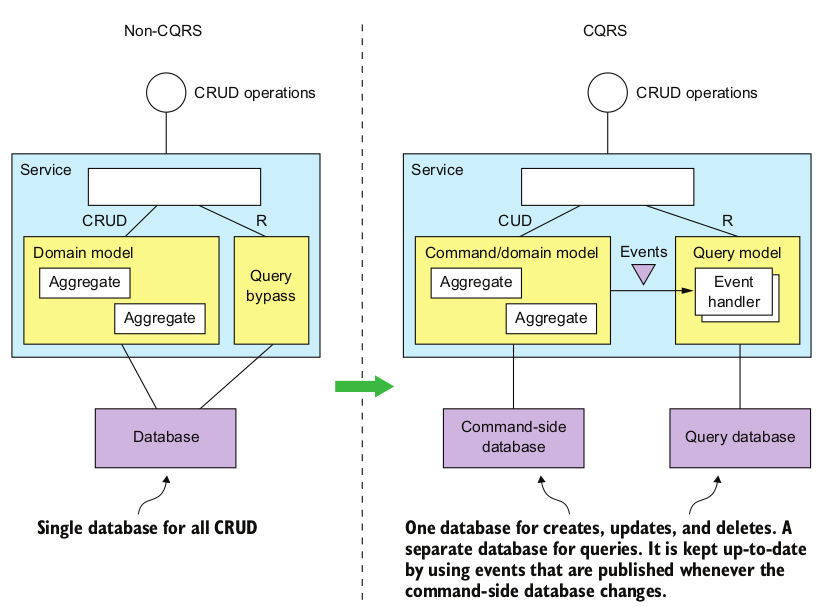 Non-CQRS
CRUD operations
Service
CRUD
R
Domain model
Aggregate
Aggregate
Query
bypass
Database
Single database for all CRUD
CQRS
CRUD operations
Service
CUD
R
Command/domain model
Aggregate
Aggregate
Events
Query model
Event
handler
Command-side
database
Query database
One database for creates, updates, and deletes. A
separate database for queries. It is kept up-to-date
by using events that are published whenever the
command-side database changes.